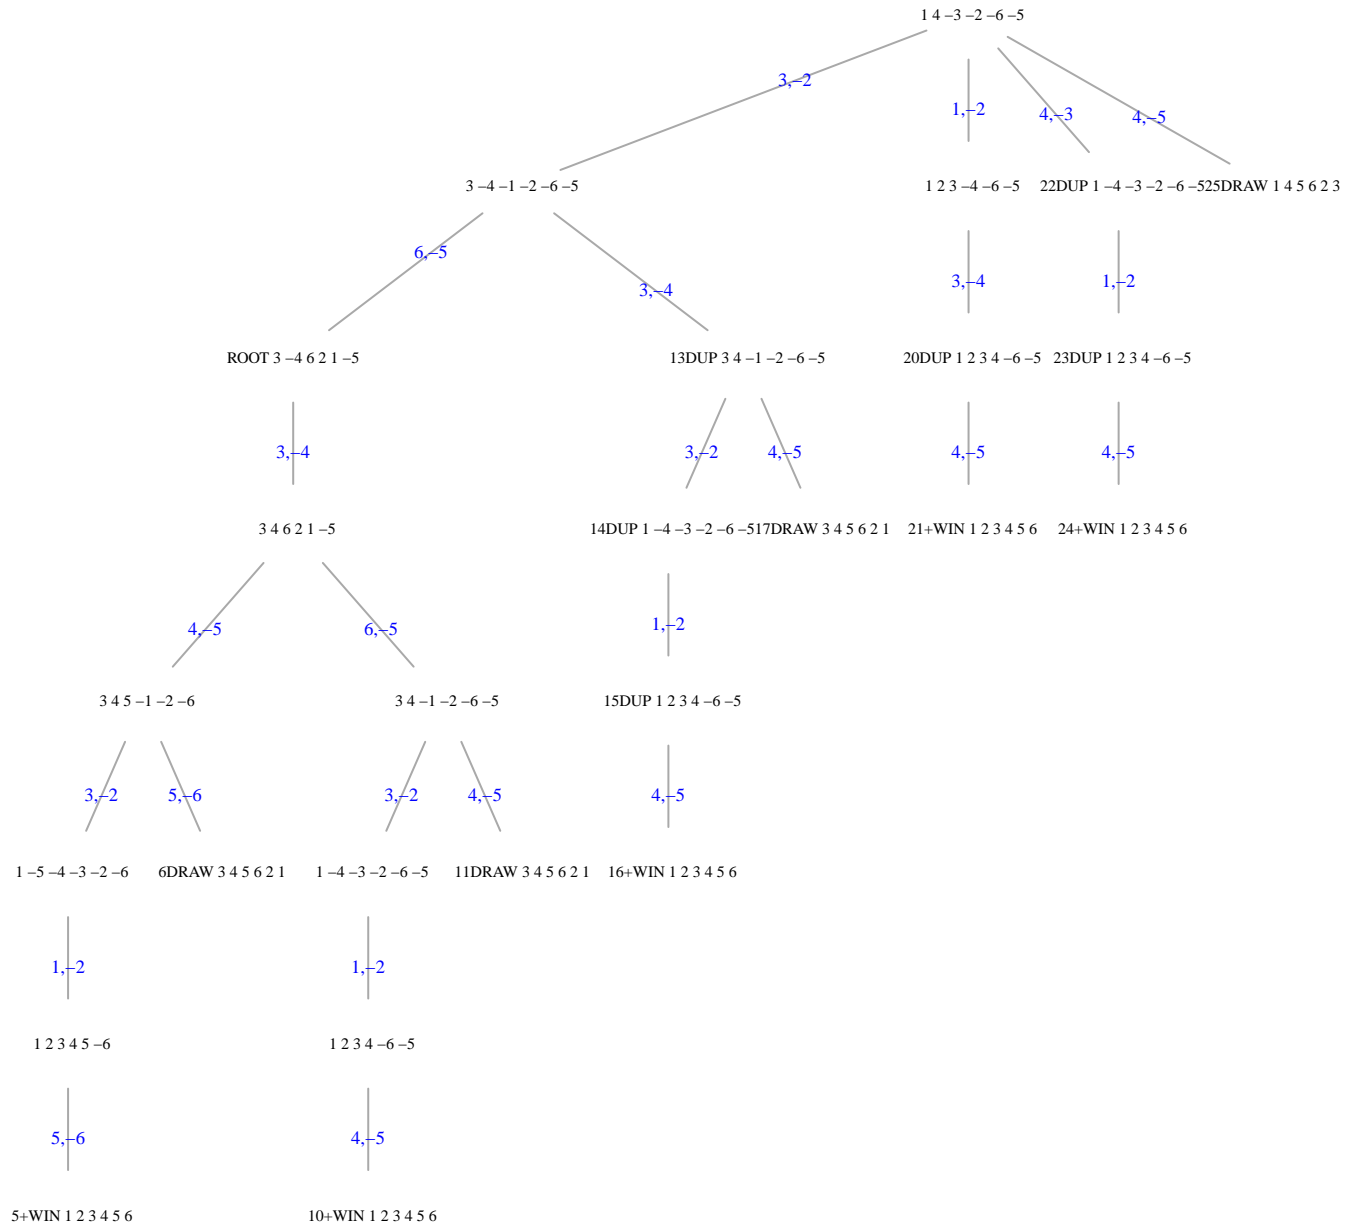 1 4 −3 −2 −6 −5
3,−2
1,−2
4,−3
4,−5
3 −4 −1 −2 −6 −5
1 2 3 −4 −6 −5
22DUP 1 −4 −3 −2 −6 −5
25DRAW 1 4 5 6 2 3
6,−5
3,−4
3,−4
1,−2
ROOT 3 −4 6 2 1 −5
13DUP 3 4 −1 −2 −6 −5
20DUP 1 2 3 4 −6 −5
23DUP 1 2 3 4 −6 −5
3,−4
3,−2
4,−5
4,−5
4,−5
3 4 6 2 1 −5
14DUP 1 −4 −3 −2 −6 −5
17DRAW 3 4 5 6 2 1
21+WIN 1 2 3 4 5 6
24+WIN 1 2 3 4 5 6
4,−5
6,−5
1,−2
3 4 5 −1 −2 −6
3 4 −1 −2 −6 −5
15DUP 1 2 3 4 −6 −5
3,−2
5,−6
3,−2
4,−5
4,−5
1 −5 −4 −3 −2 −6
6DRAW 3 4 5 6 2 1
1 −4 −3 −2 −6 −5
11DRAW 3 4 5 6 2 1
16+WIN 1 2 3 4 5 6
1,−2
1,−2
1 2 3 4 5 −6
1 2 3 4 −6 −5
5,−6
4,−5
5+WIN 1 2 3 4 5 6
10+WIN 1 2 3 4 5 6